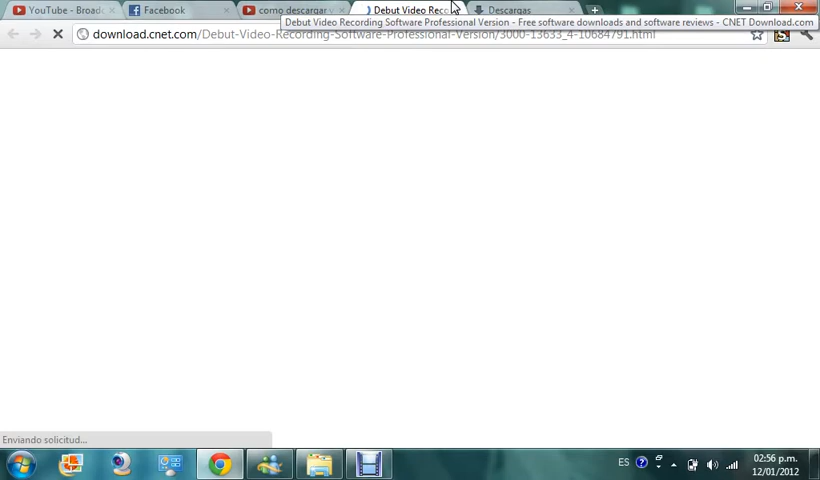 YouTube - Broad
Facebook
como descargar v
Debut Video Reco
Descargas
Debut Video Recording Software Professional Version - Free software downloads and software reviews - CNET Download.com
download.cnet.com/Debut-Video-Recording-Software-Professional-Version/3000-13633_4-10684791.html
Enviando solicitud...
ES
02:56 p.m.
12/01/2012